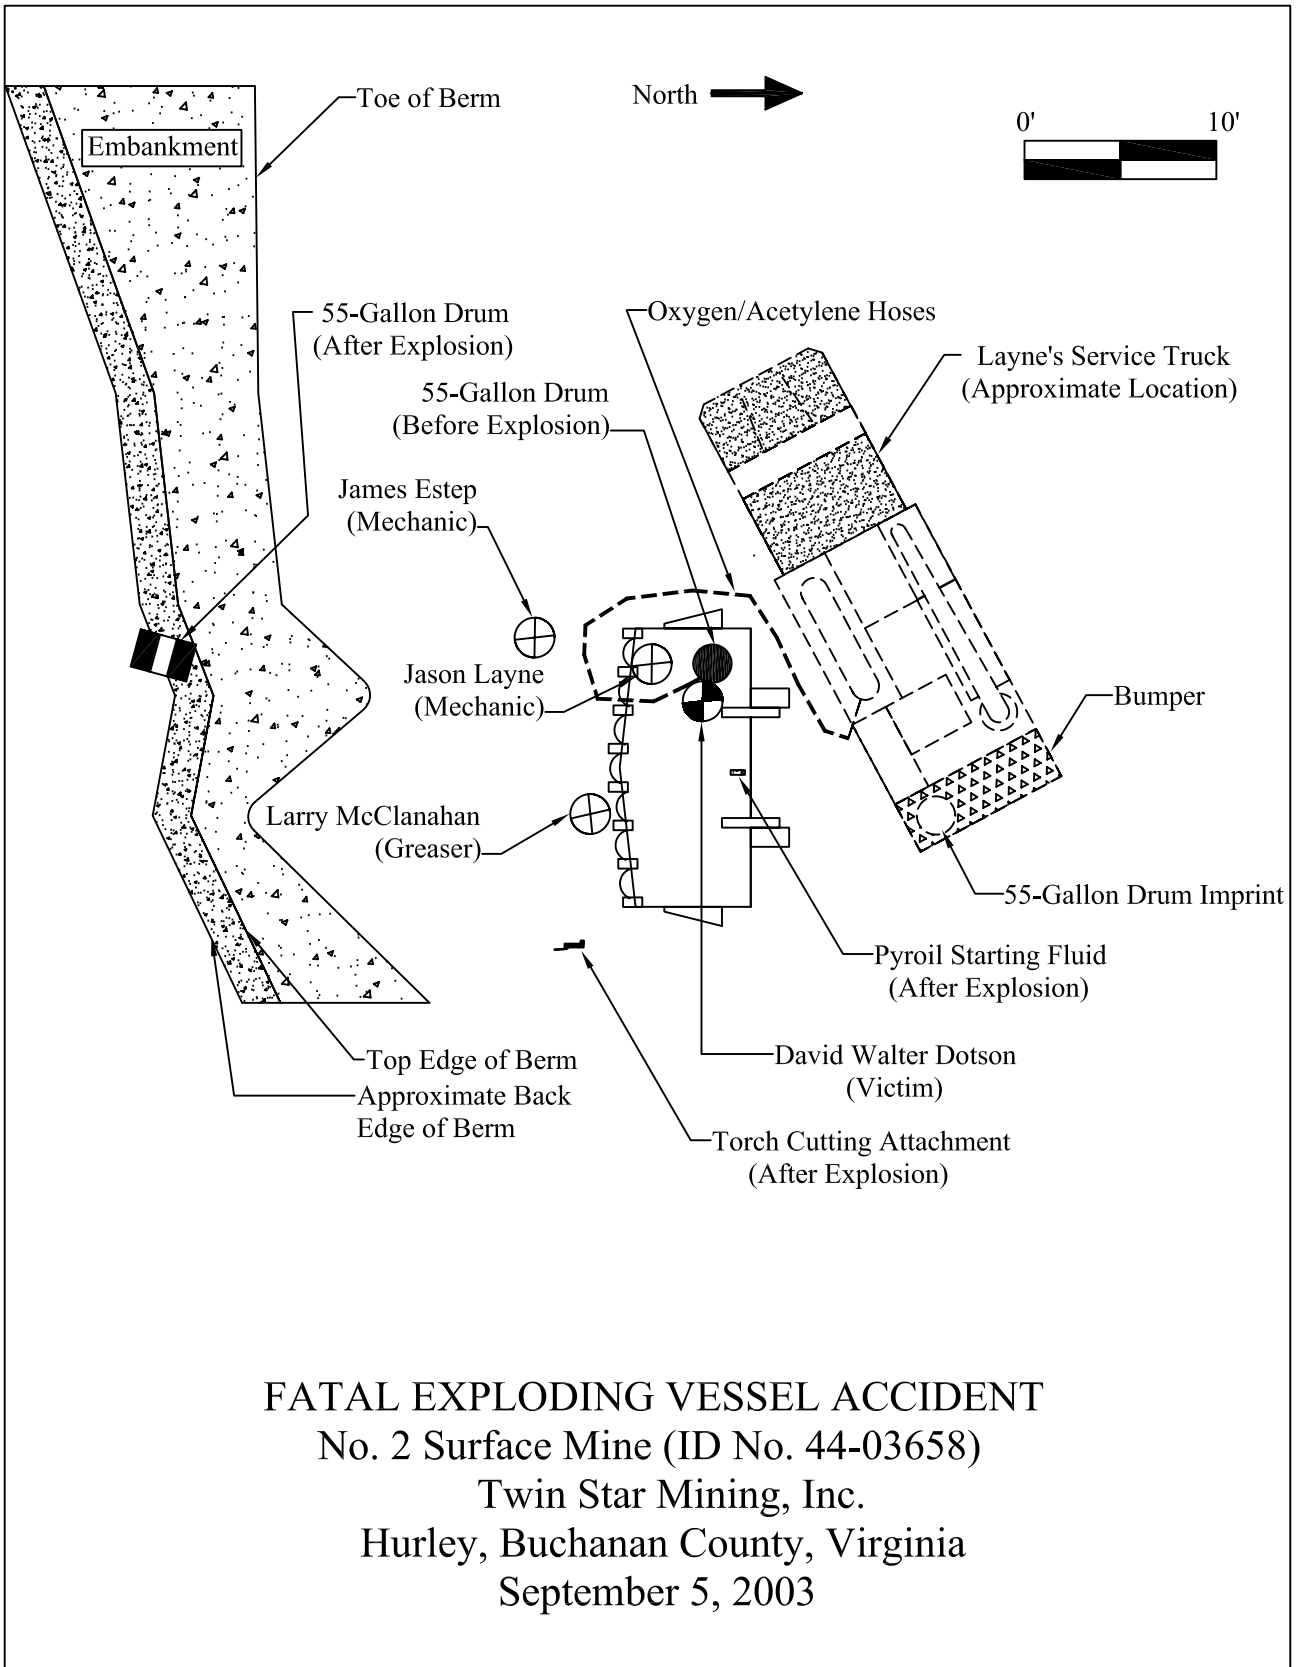 Toe of Berm
North
0'
10'
Embankment
55-Gallon Drum
(After Explosion)
Oxygen/Acetylene Hoses
Layne's Service Truck
(Approximate Location)
55-Gallon Drum
(Before Explosion)
James Estep
(Mechanic)
Jason Layne
(Mechanic)
Bumper
Larry McClanahan
(Greaser)
55-Gallon Drum Imprint
Pyroil Starting Fluid
(After Explosion)
David Walter Dotson
(Victim)
Top Edge of Berm
Approximate Back
Edge of Berm
Torch Cutting Attachment
(After Explosion)
FATAL EXPLODING VESSEL ACCIDENT
No. 2 Surface Mine (ID No. 44-03658)
Twin Star Mining, Inc.
Hurley, Buchanan County, Virginia
September 5, 2003